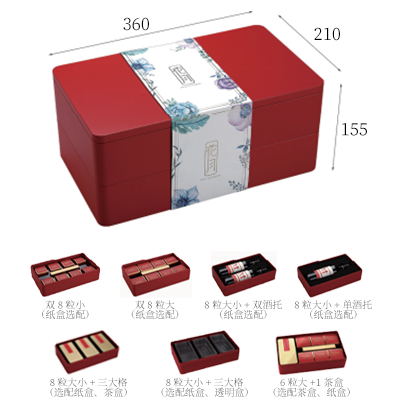 360
210
155
花月
双8粒小
（纸盒选配）
双8粒大
（纸盒选配）
8粒大小＋双酒托
（纸盒选配）
8粒大小＋单酒托
（纸盒选配）
8粒大小＋三大格
（选配纸盒、茶盒）
8粒大小＋三大格
（选配纸盒、透明盒）
6粒大+1茶盒
（选配茶盒、纸盒）